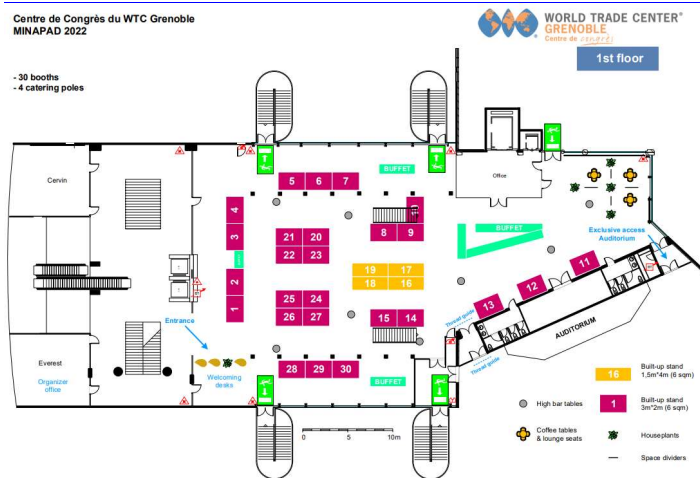 Centre de Congrès du WTC Grenoble
MINAPAD 2022
WORLD TRADE CENTER®
GRENOBLE
Centre de congrès
1st floor
- 30 booths
- 4 catering poles
Cervin
5 6 7
BUFFET
Office
4
3
2
1
8 9
10
21 20
22 23
BUFFET
Exclusive access
Auditorium
19 17
18 16
11
12
13
25 24
26 27
15 14
Entrance
Thread guide
Thread guide
AUDITORIUM
Everest
Organizer
office
Welcoming
desks
28 29 30
BUFFET
0 5 10m
16
Built-up stand
1,5m*4m (6 sqm)
High bar tables
1
Built-up stand
3m*2m (6 sqm)
Coffee tables
& lounge seats
Houseplants
Space dividers